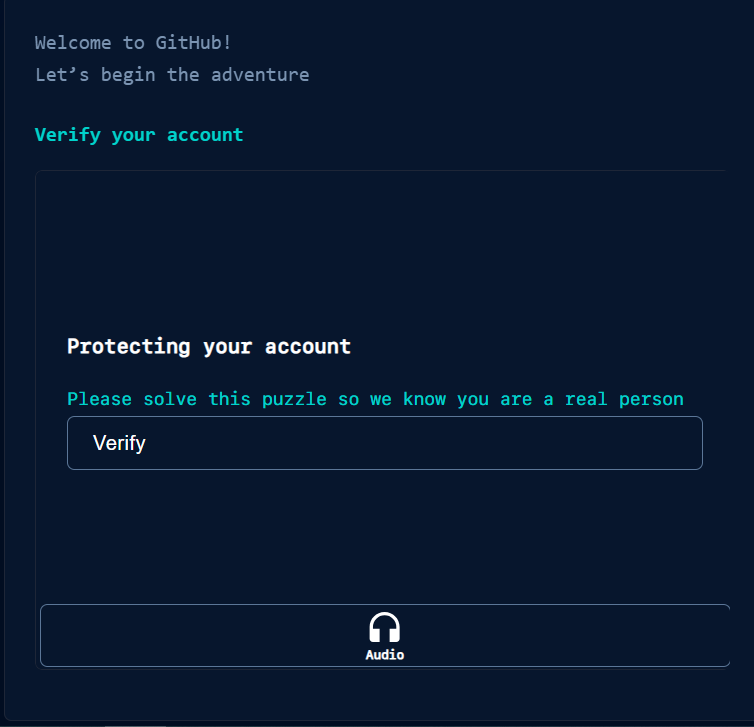 Welcome to GitHub!
Let’s begin the adventure
Verify your account
Protecting your account
Please solve this puzzle so we know you are a real person
Verify
Audio